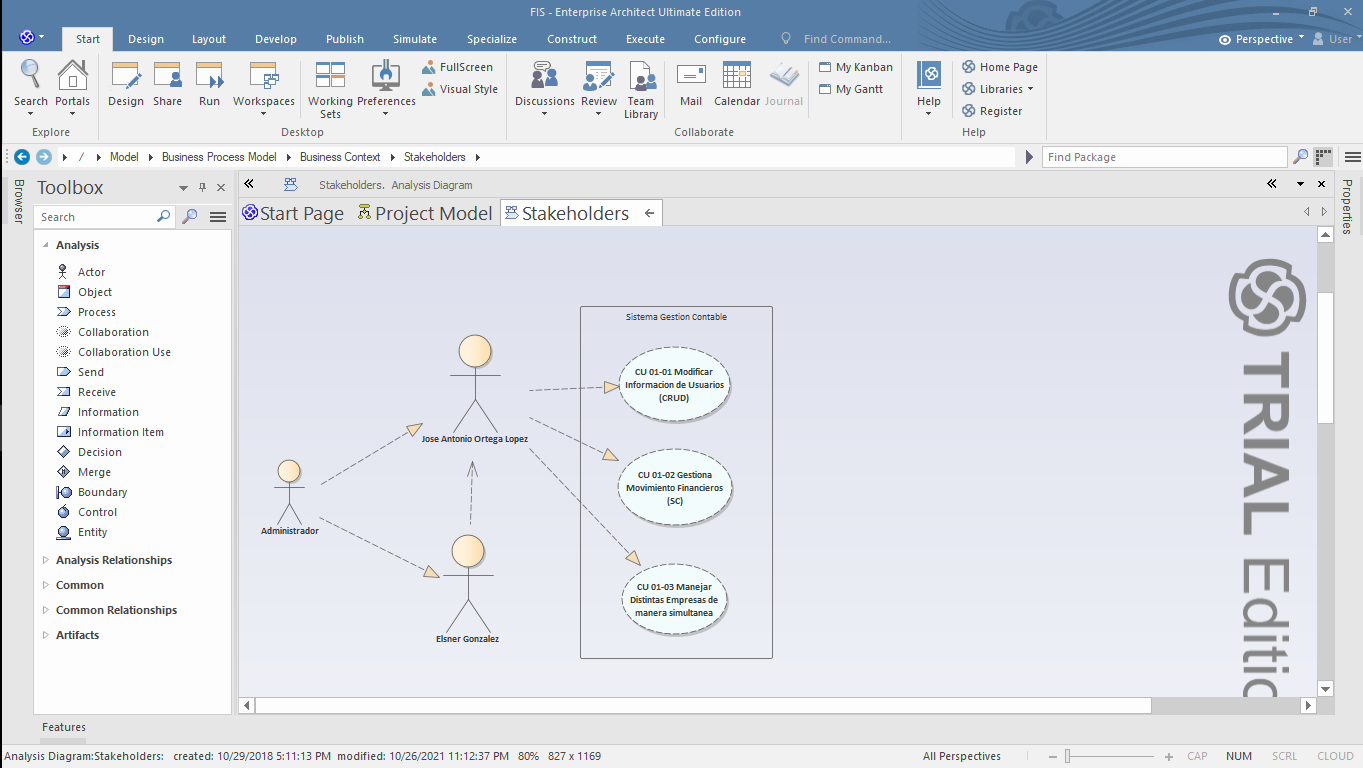 FIS - Enterprise Architect Ultimate Edition
Start Design Layout Develop Publish Simulate Specialize Construct Execute Configure Find Command... Perspective User
Search Portals
Explore
Design Share Run Workspaces Working Sets Preferences
FullScreen
Visual Style
Desktop
Discussions Review Team Library Mail Calendar Journal
My Kanban
My Gantt
Collaborate
Help
Home Page
Libraries
Register
Help
/ Model Business Process Model Business Context Stakeholders
Find Package
Browser
Toolbox
Search
Analysis
Actor
Object
Process
Collaboration
Collaboration Use
Send
Receive
Information
Information Item
Decision
Merge
Boundary
Control
Entity
Analysis Relationships
Common
Common Relationships
Artifacts
Features
Stakeholders. Analysis Diagram
Start Page Project Model Stakeholders
Sistema Gestion Contable
CU 01-01 Modificar
Informacion de Usuarios
(CRUD)
Jose Antonio Ortega Lopez
CU 01-02 Gestiona
Movimiento Financieros
(SC)
Administrador
CU 01-03 Manejar
Distintas Empresas de
manera simultanea
Elsner Gonzalez
TRIAL Editio
Properties
Analysis Diagram:Stakeholders: created: 10/29/2018 5:11:13 PM modified: 10/26/2021 11:12:37 PM 80% 827 x 1169
All Perspectives CAP NUM SCRL CLOUD